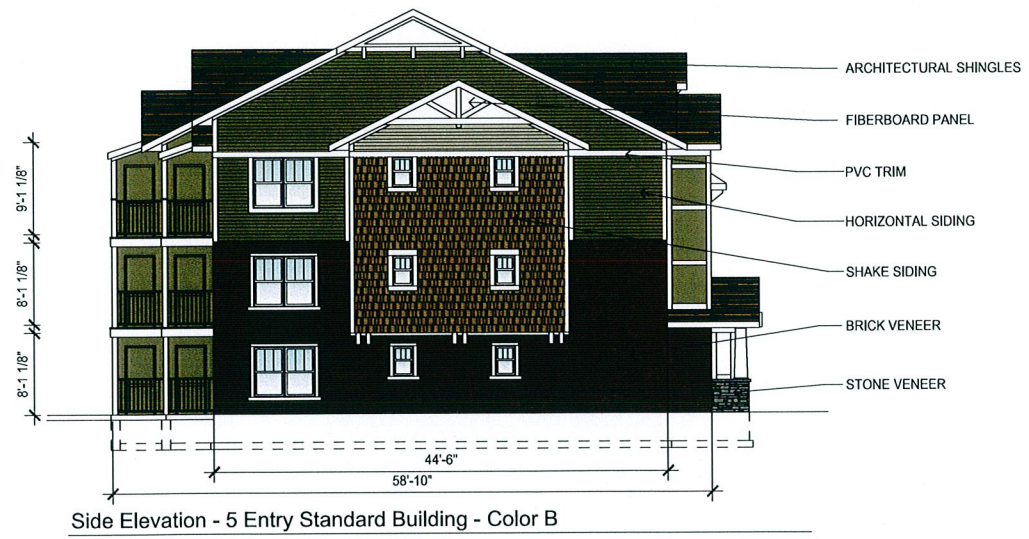 ARCHITECTURAL SHINGLES
FIBERBOARD PANEL
PVC TRIM
HORIZONTAL SIDING
SHAKE SIDING
BRICK VENEER
STONE VENEER
9'-1 1/8"
8'-1 1/8"
8'-1 1/8"
44'-6"
58'-10"
Side Elevation - 5 Entry Standard Building - Color B